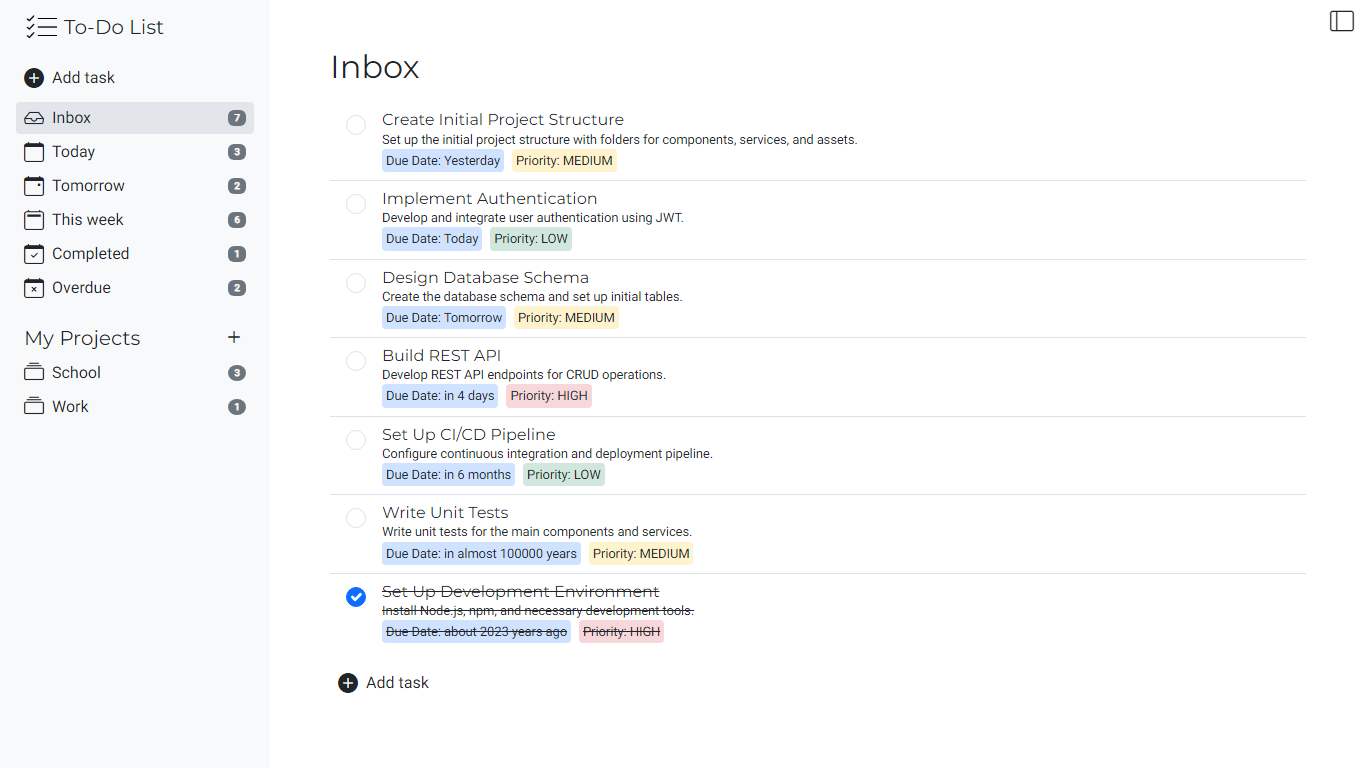 To-Do List
Add task
Inbox 7
Today 3
Tomorrow 2
This week 6
Completed 1
Overdue 2
My Projects +
School 3
Work 1
Inbox
Create Initial Project Structure
Set up the initial project structure with folders for components, services, and assets.
Due Date: Yesterday Priority: MEDIUM
Implement Authentication
Develop and integrate user authentication using JWT.
Due Date: Today Priority: LOW
Design Database Schema
Create the database schema and set up initial tables.
Due Date: Tomorrow Priority: MEDIUM
Build REST API
Develop REST API endpoints for CRUD operations.
Due Date: in 4 days Priority: HIGH
Set Up CI/CD Pipeline
Configure continuous integration and deployment pipeline.
Due Date: in 6 months Priority: LOW
Write Unit Tests
Write unit tests for the main components and services.
Due Date: in almost 100000 years Priority: MEDIUM
Set Up Development Environment
Install Node.js, npm, and necessary development tools.
Due Date: about 2023 years ago Priority: HIGH
Add task